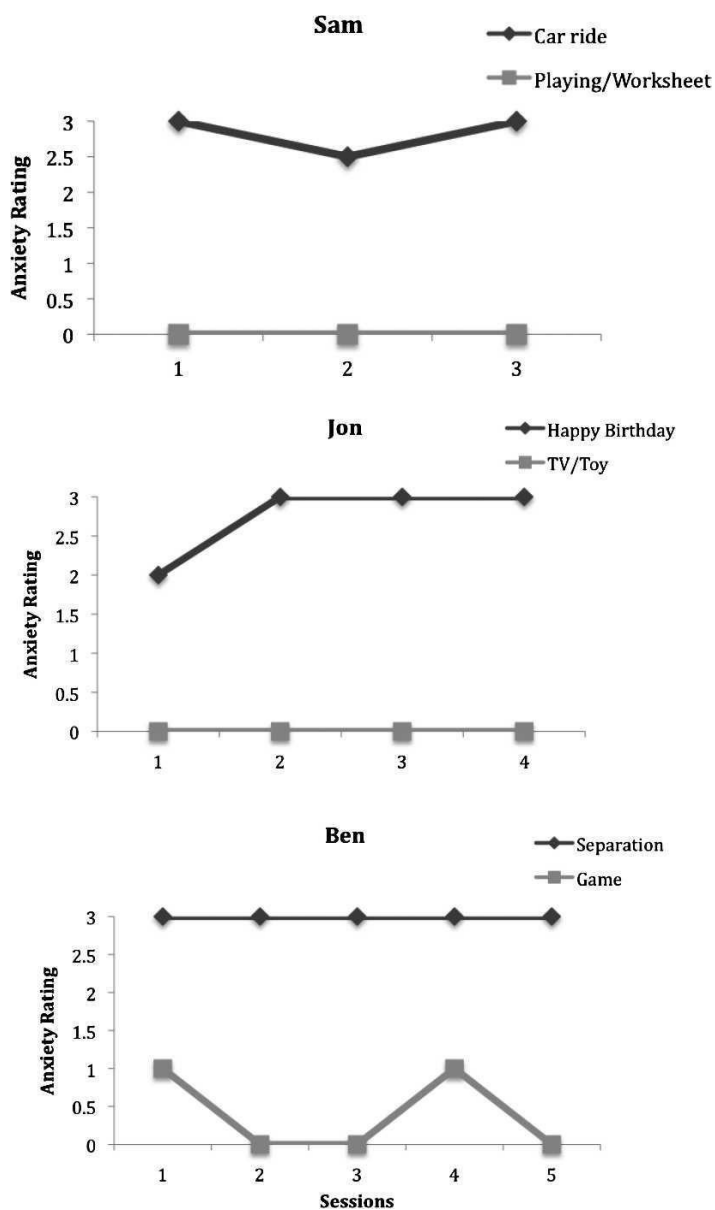 Sam
Car ride
Playing/Worksheet
Anxiety Rating
3
2.5
2
1.5
1
0.5
0
1 2 3
Jon
Happy Birthday
TV/Toy
Anxiety Rating
3
2.5
2
1.5
1
0.5
0
1 2 3 4
Ben
Separation
Game
Anxiety Rating
3
2.5
2
1.5
1
0.5
0
1 2 3 4 5
Sessions